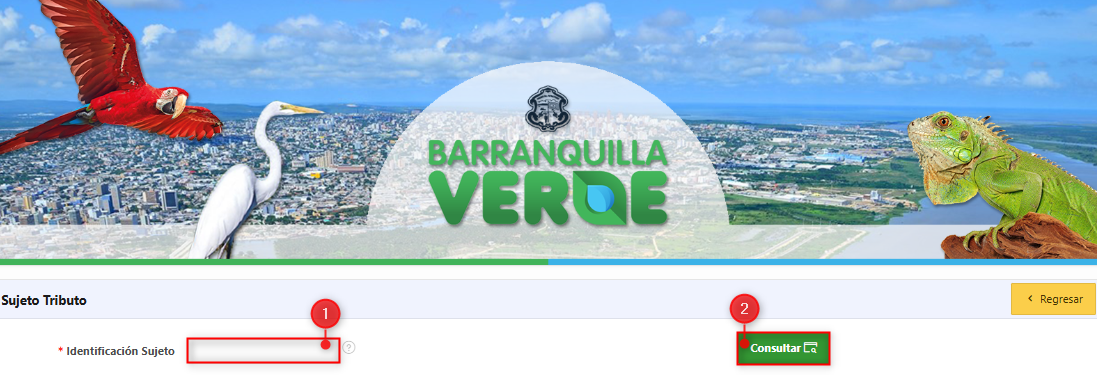 BARRANQUILLA
VERDE
Sujeto Tributo
Regresar
1
2
* Identificación Sujeto
?
Consultar